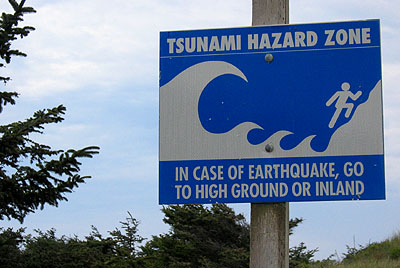 TSUNAMI HAZARD ZONE
IN CASE OF EARTHQUAKE, GO
TO HIGH GROUND OR INLAND